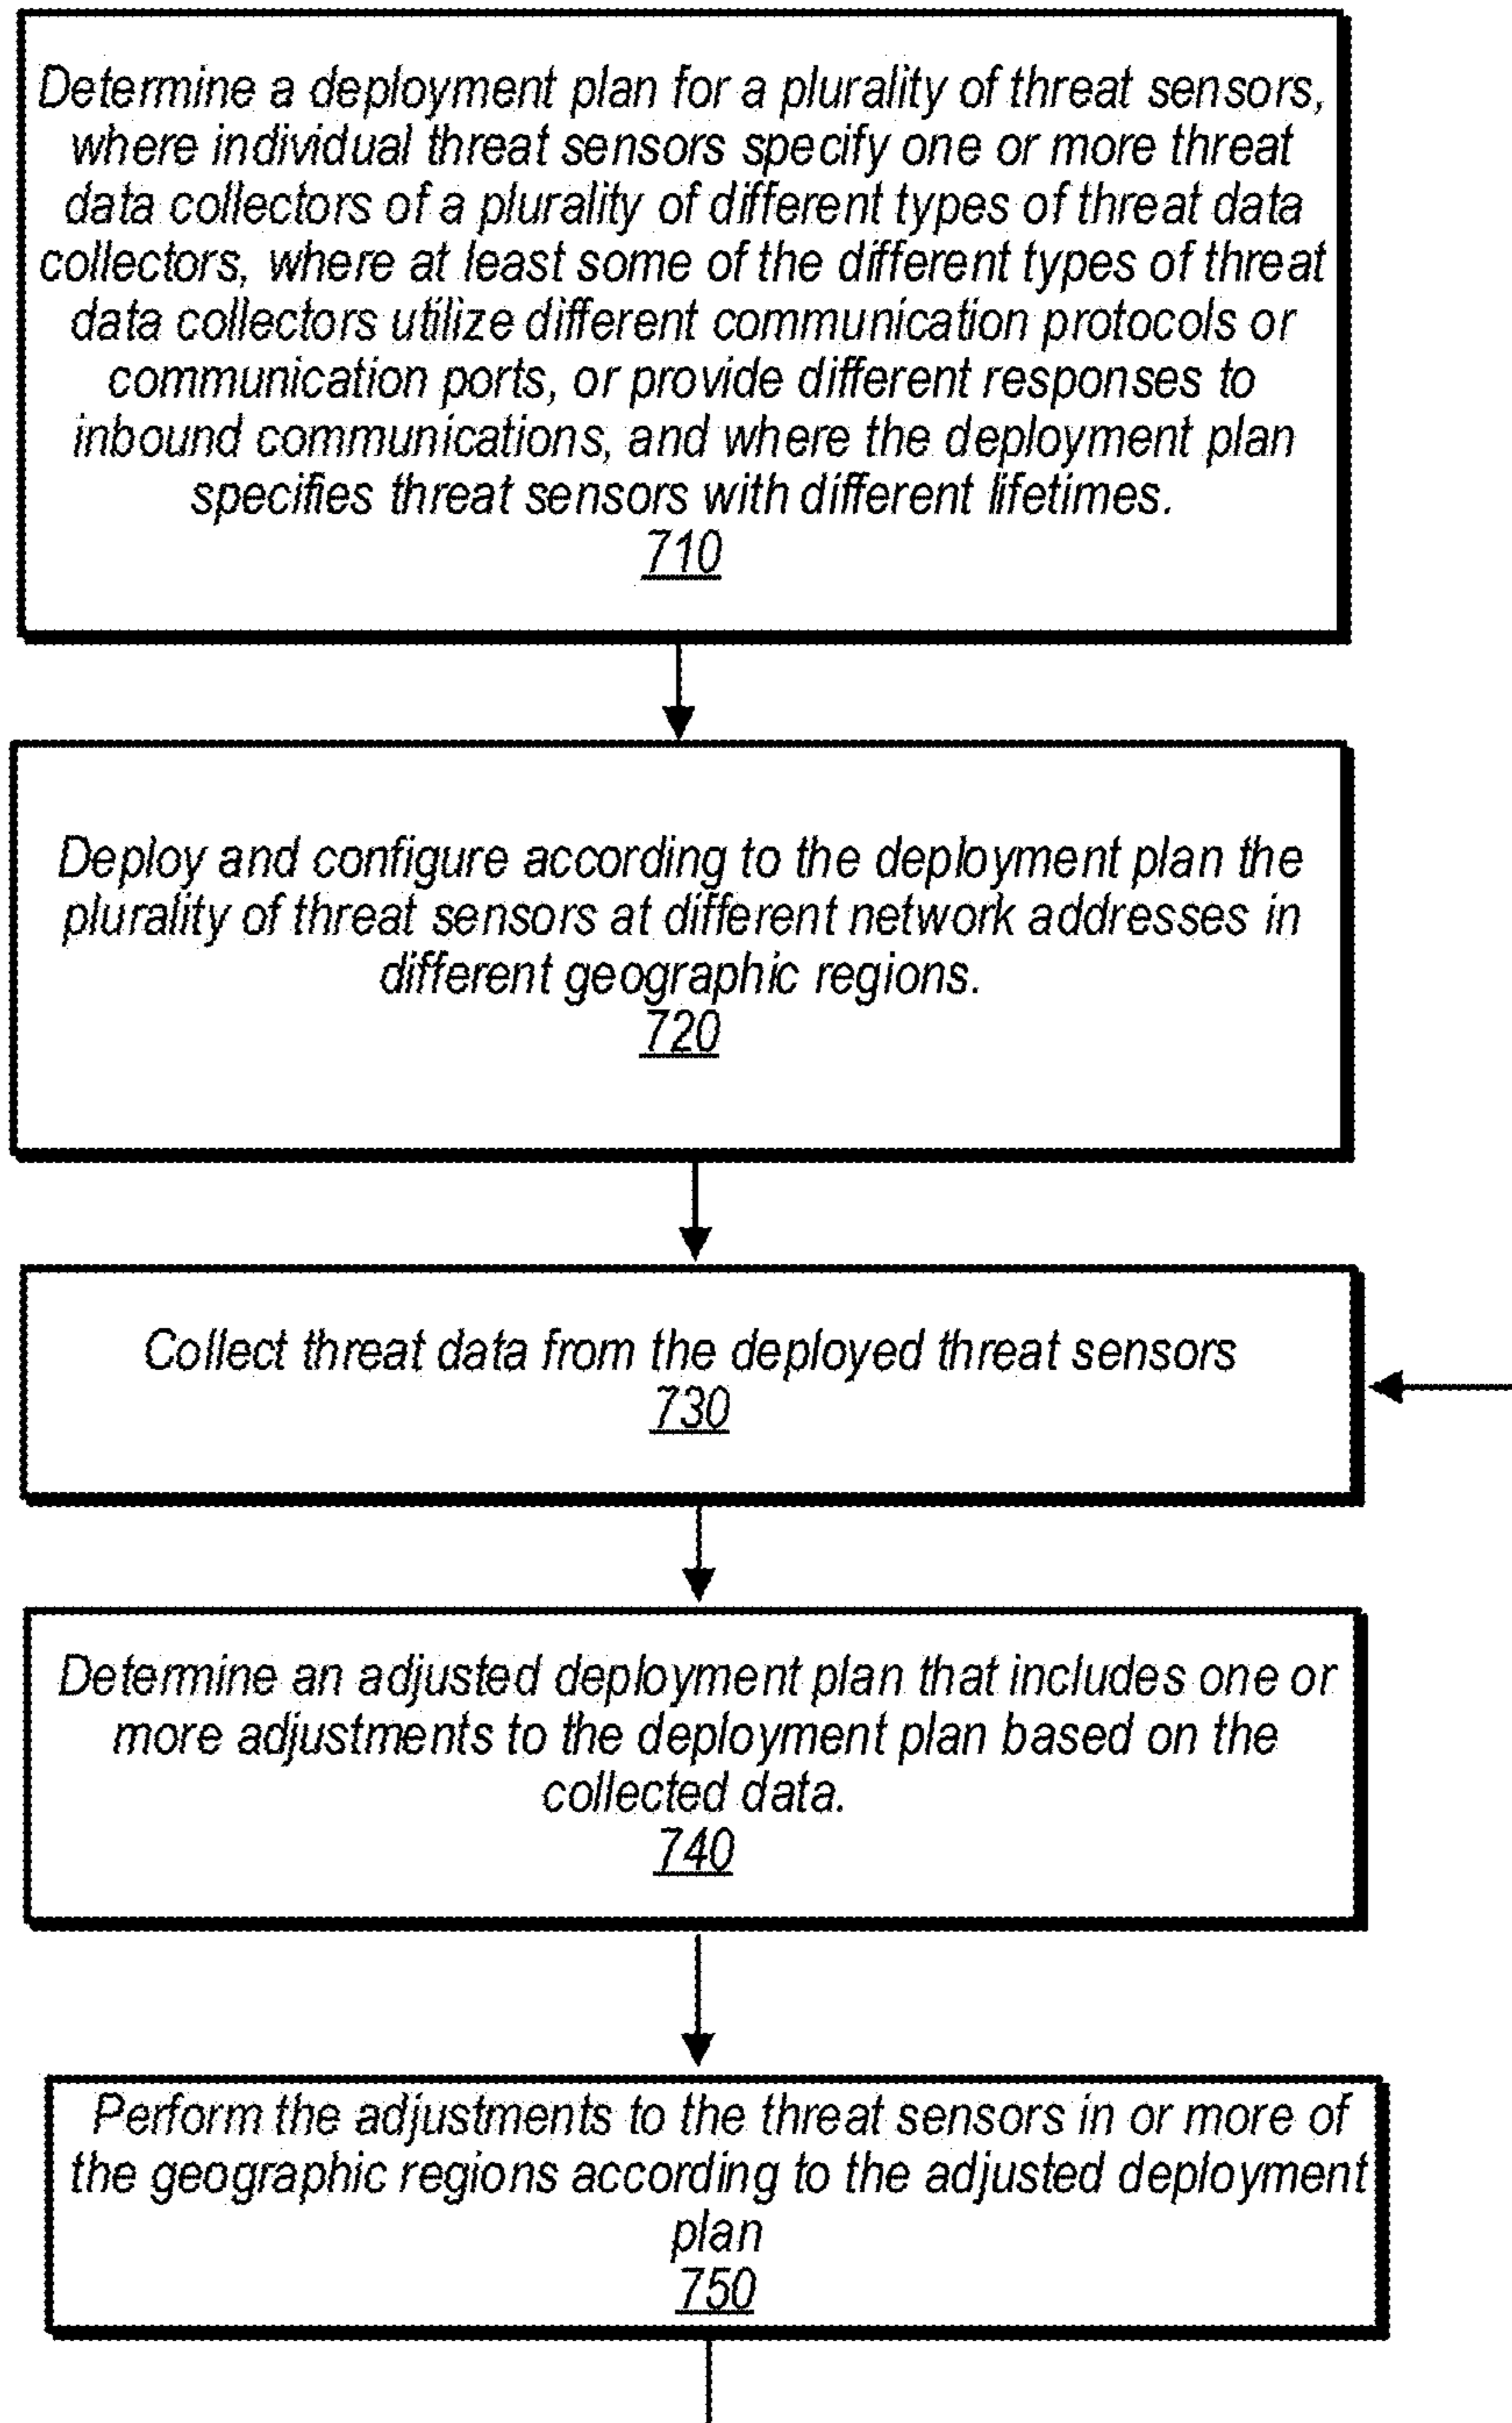 Determine a deployment plan for a plurality of threat sensors,
where individual threat sensors specify one or more threat
data collectors of a plurality of different types of threat data
collectors, where at least some of the different types of threat
data collectors utilize different communication protocols or
communication ports, or provide different responses to
inbound communications, and where the deployment plan
specifies threat sensors with different lifetimes.
710
Deploy and configure according to the deployment plan the
plurality of threat sensors at different network addresses in
different geographic regions.
720
Collect threat data from the deployed threat sensors
730
Determine an adjusted deployment plan that includes one or
more adjustments to the deployment plan based on the
collected data.
740
Perform the adjustments to the threat sensors in or more of
the geographic regions according to the adjusted deployment
plan
750